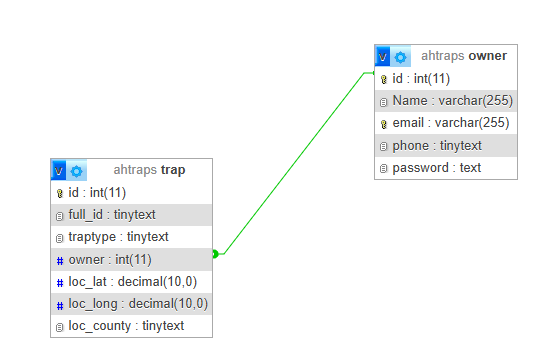 V ahtraps owner
id : int(11)
Name : varchar(255)
email : varchar(255)
phone : tinytext
password : text
V ahtraps trap
id : int(11)
full_id : tinytext
traptype : tinytext
# owner : int(11)
# loc_lat : decimal(10,0)
# loc_long : decimal(10,0)
loc_county : tinytext